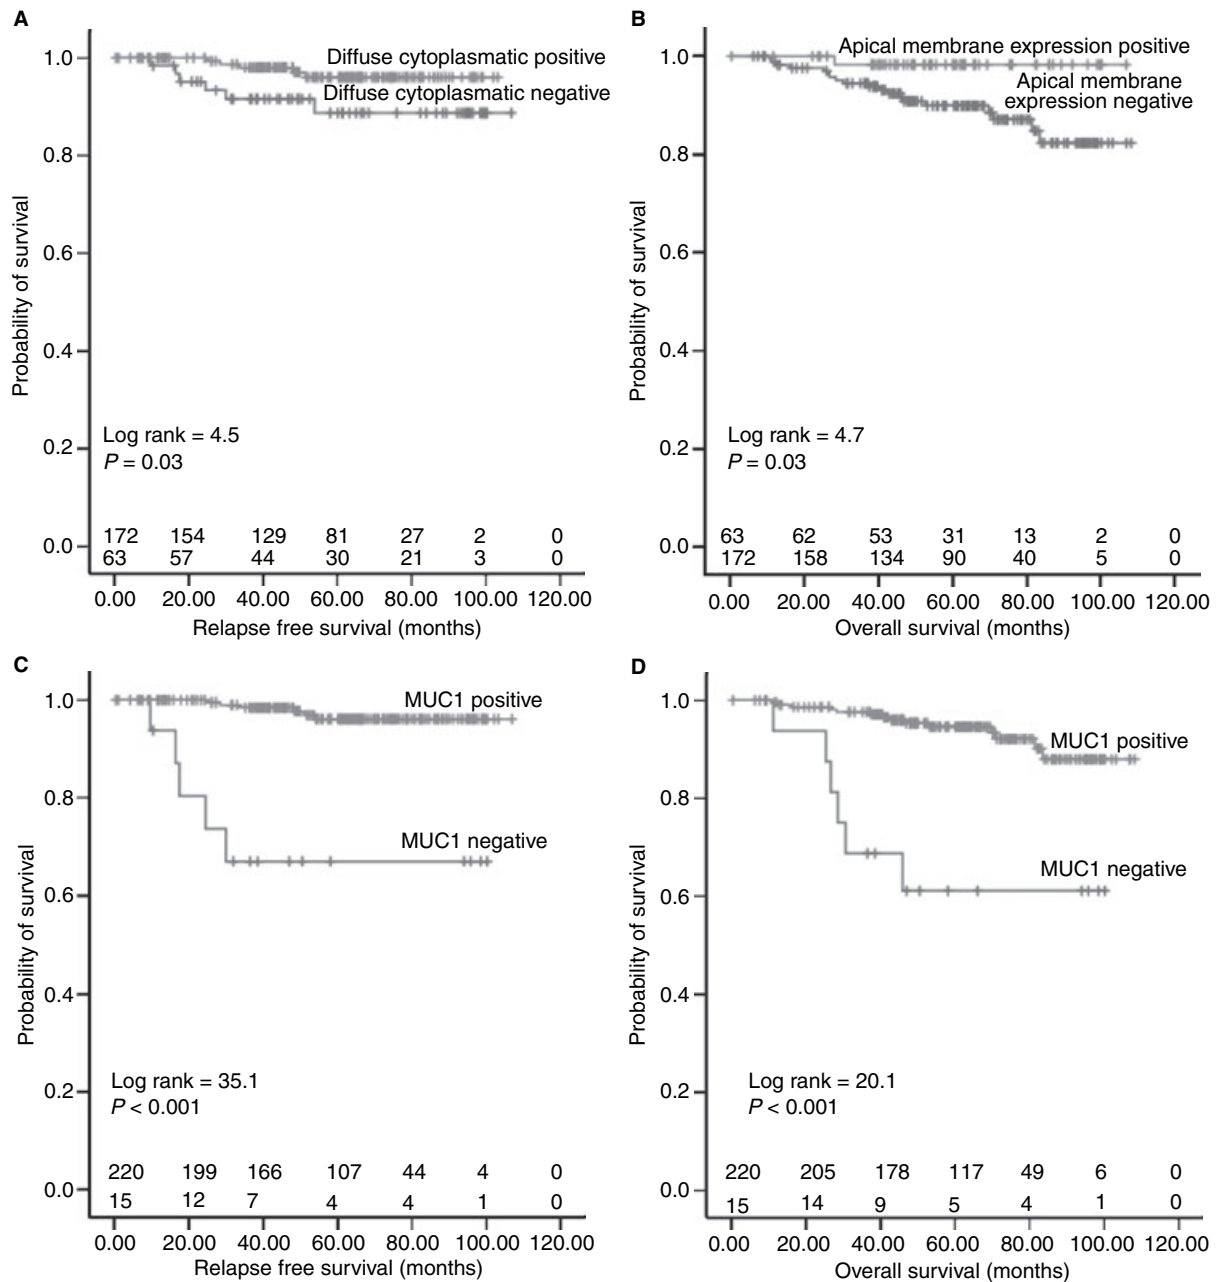 A
Probability of survival
1.0
0.8
0.6
0.4
0.2
0.0
Diffuse cytoplasmatic positive
Diffuse cytoplasmatic negative
Log rank = 4.5
P = 0.03
172 154 129 81 27 2 0
63 57 44 30 21 3 0
0.00 20.00 40.00 60.00 80.00 100.00 120.00
Relapse free survival (months)
B
Probability of survival
1.0
0.8
0.6
0.4
0.2
0.0
Apical membrane expression positive
Apical membrane
expression negative
Log rank = 4.7
P = 0.03
63 62 53 31 13 2 0
172 158 134 90 40 5 0
0.00 20.00 40.00 60.00 80.00 100.00 120.00
Overall survival (months)
C
Probability of survival
1.0
0.8
0.6
0.4
0.2
0.0
MUC1 positive
MUC1 negative
Log rank = 35.1
P < 0.001
220 199 166 107 44 4 0
15 12 7 4 4 1 0
0.00 20.00 40.00 60.00 80.00 100.00 120.00
Relapse free survival (months)
D
Probability of survival
1.0
0.8
0.6
0.4
0.2
0.0
MUC1 positive
MUC1 negative
Log rank = 20.1
P < 0.001
220 205 178 117 49 6 0
15 14 9 5 4 1 0
0.00 20.00 40.00 60.00 80.00 100.00 120.00
Overall survival (months)